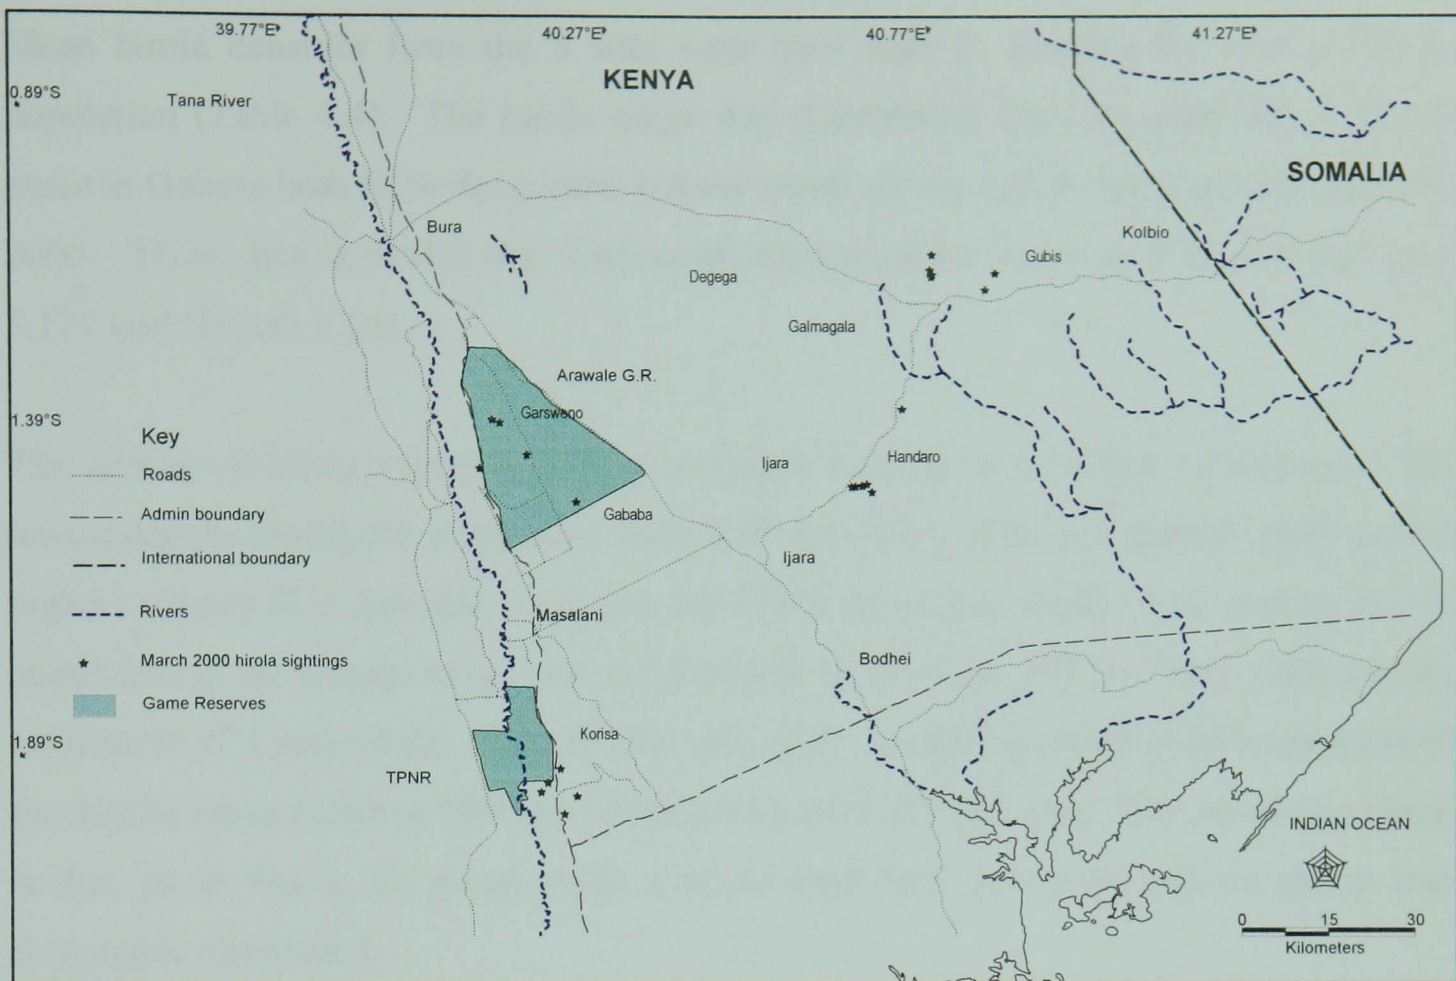 39.77°E
40.27°E
40.77°E
41.27°E
KENYA
0.89°S
Tana River
SOMALIA
Bura
Kolbio
Gubis
Degega
Galmagala
Arawale G.R.
1.39°S
Garsweno
Key
Roads
Ijara
Handaro
Admin boundary
Gababa
International boundary
Ijara
Rivers
Masalani
March 2000 hirola sightings
Bodhei
Game Reserves
Korisa
1.89°S
TPNR
INDIAN OCEAN
0 15 30
Kilometers